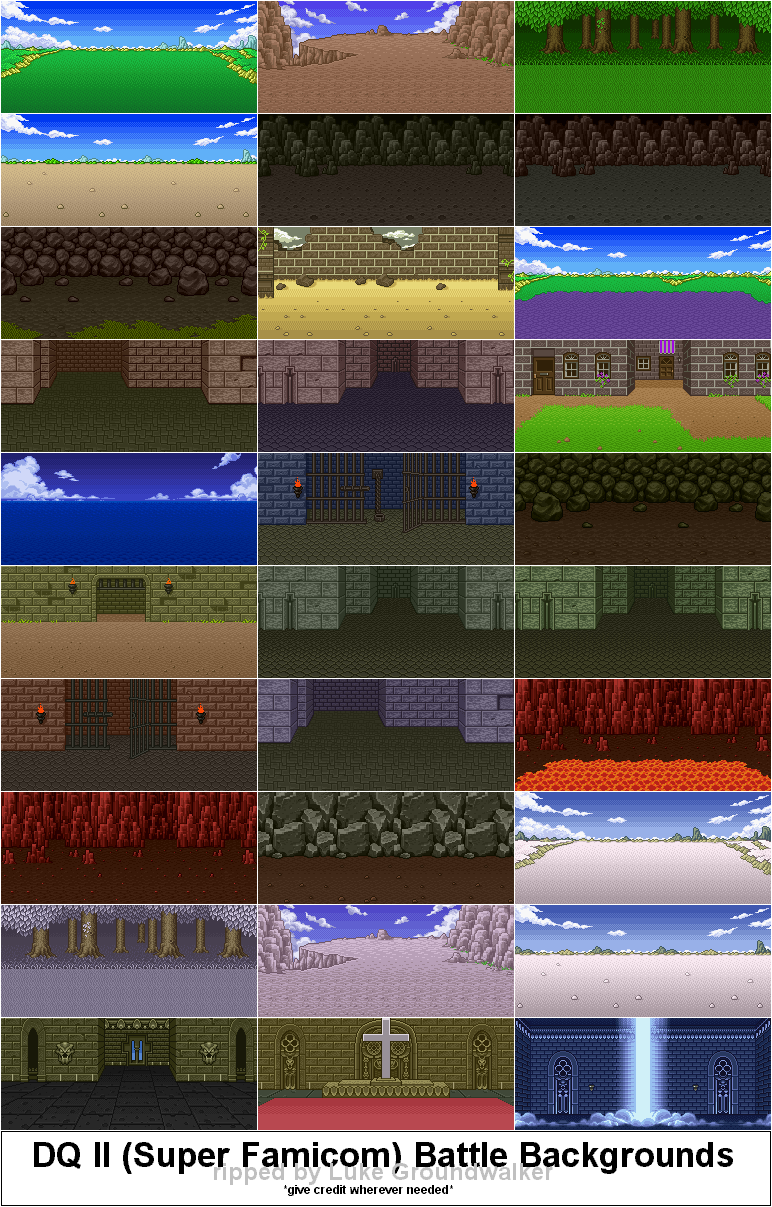 DQ II (Super Famicom) Battle Backgrounds
ripped by Luke Groundwalker
*give credit wherever needed*